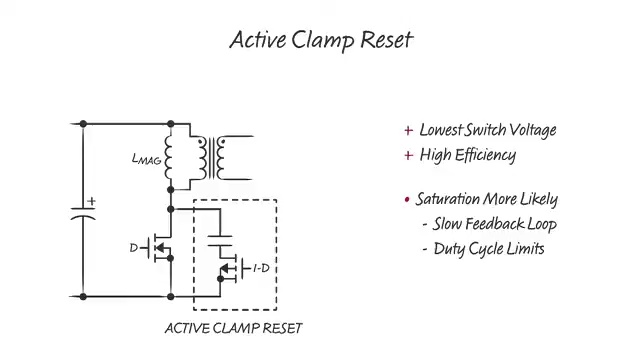 Active Clamp Reset
+ Lowest Switch Voltage
+ High Efficiency
• Saturation More Likely
- Slow Feedback Loop
- Duty Cycle Limits
LMAG
+
D
1-D
ACTIVE CLAMP RESET